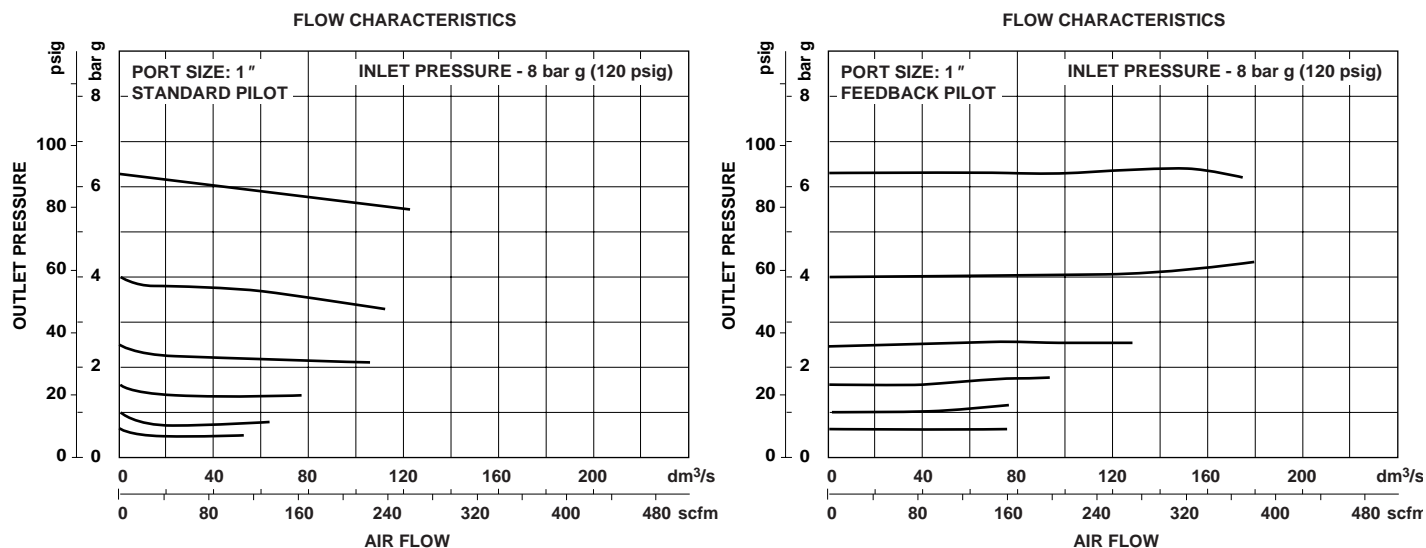 FLOW CHARACTERISTICS
psig
bar g
PORT SIZE: 1"
INLET PRESSURE - 8 bar g (120 psig)
STANDARD PILOT
OUTLET PRESSURE
100
80
60
40
20
0
8
6
4
2
0
0 40 80 120 160 200 dm³/s
0 80 160 240 320 400 480 scfm
AIR FLOW
FLOW CHARACTERISTICS
psig
bar g
PORT SIZE: 1"
INLET PRESSURE - 8 bar g (120 psig)
FEEDBACK PILOT
OUTLET PRESSURE
100
80
60
40
20
0
8
6
4
2
0
0 40 80 120 160 200 dm³/s
0 80 160 240 320 400 480 scfm
AIR FLOW